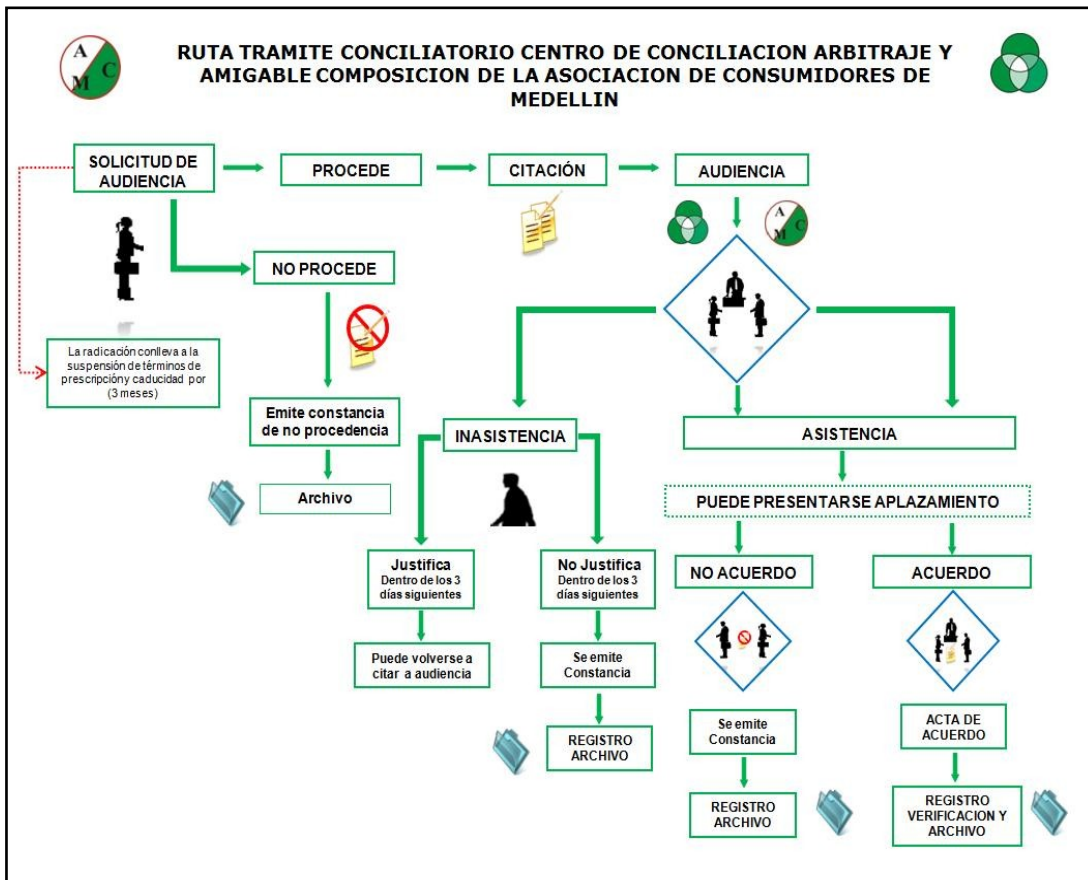 A
C
M
RUTA TRAMITE CONCILIATORIO CENTRO DE CONCILIACION ARBITRAJE Y
AMIGABLE COMPOSICION DE LA ASOCIACION DE CONSUMIDORES DE
MEDELLIN
SOLICITUD DE
AUDIENCIA
PROCEDE
CITACIÓN
AUDIENCIA
A
C
M
NO PROCEDE
La radicación conlleva a la
suspensión de términos de
prescripción y caducidad por
(3 meses)
Emite constancia
de no procedencia
Archivo
INASISTENCIA
ASISTENCIA
PUEDE PRESENTARSE APLAZAMIENTO
Justifica
Dentro de los 3
días siguientes
No Justifica
Dentro de los 3
días siguientes
NO ACUERDO
ACUERDO
Puede volverse a
citar a audiencia
Se emite
Constancia
REGISTRO
ARCHIVO
Se emite
Constancia
REGISTRO
ARCHIVO
ACTA DE
ACUERDO
REGISTRO
VERIFICACION Y
ARCHIVO